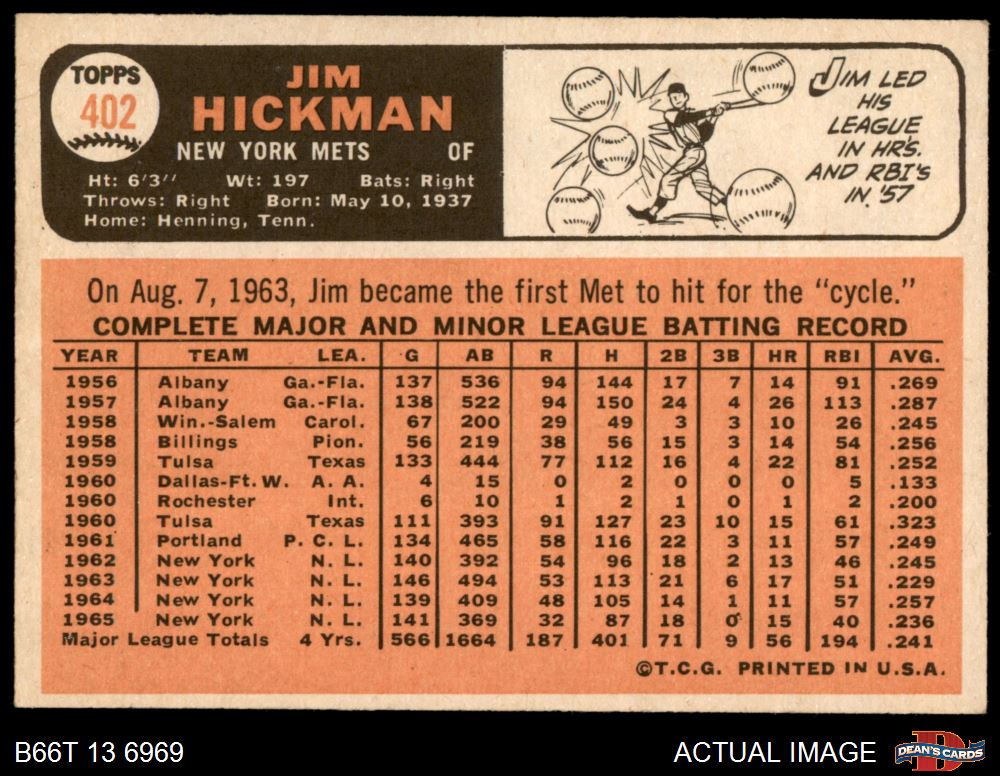 TOPPS
402
JIM
HICKMAN
NEW YORK METS OF
Ht: 6'3" Wt: 197 Bats: Right
Throws: Right Born: May 10, 1937
Home: Henning, Tenn.
JIM LED
HIS
LEAGUE
IN HR'S.
AND RBI'S
IN. '57
On Aug. 7, 1963, Jim became the first Met to hit for the "cycle."
COMPLETE MAJOR AND MINOR LEAGUE BATTING RECORD
YEAR TEAM LEA. G AB R H 2B 3B HR RBI AVG.
1956 Albany Ga.-Fla. 137 536 94 144 17 7 14 91 .269
1957 Albany Ga.-Fla. 138 522 94 150 24 4 26 113 .287
1958 Win.-Salem Carol. 67 200 29 49 3 3 10 26 .245
1958 Billings Pion. 56 219 38 56 15 3 14 54 .256
1959 Tulsa Texas 133 444 77 112 16 4 22 81 .252
1960 Dallas-Ft. W. A. A. 4 15 0 2 0 0 0 5 .133
1960 Rochester Int. 6 10 1 2 1 0 1 2 .200
1960 Tulsa Texas 111 393 91 127 23 10 15 61 .323
1961 Portland P. C. L. 134 465 58 116 22 3 11 57 .249
1962 New York N. L. 140 392 54 96 18 2 13 46 .245
1963 New York N. L. 146 494 53 113 21 6 17 51 .229
1964 New York N. L. 139 409 48 105 14 1 11 57 .257
1965 New York N. L. 141 369 32 87 18 0 15 40 .236
Major League Totals 4 Yrs. 566 1664 187 401 71 9 56 194 .241
©T.C.G. PRINTED IN U.S.A.
B66T 13 6969
ACTUAL IMAGE
D
DEAN'S CARDS